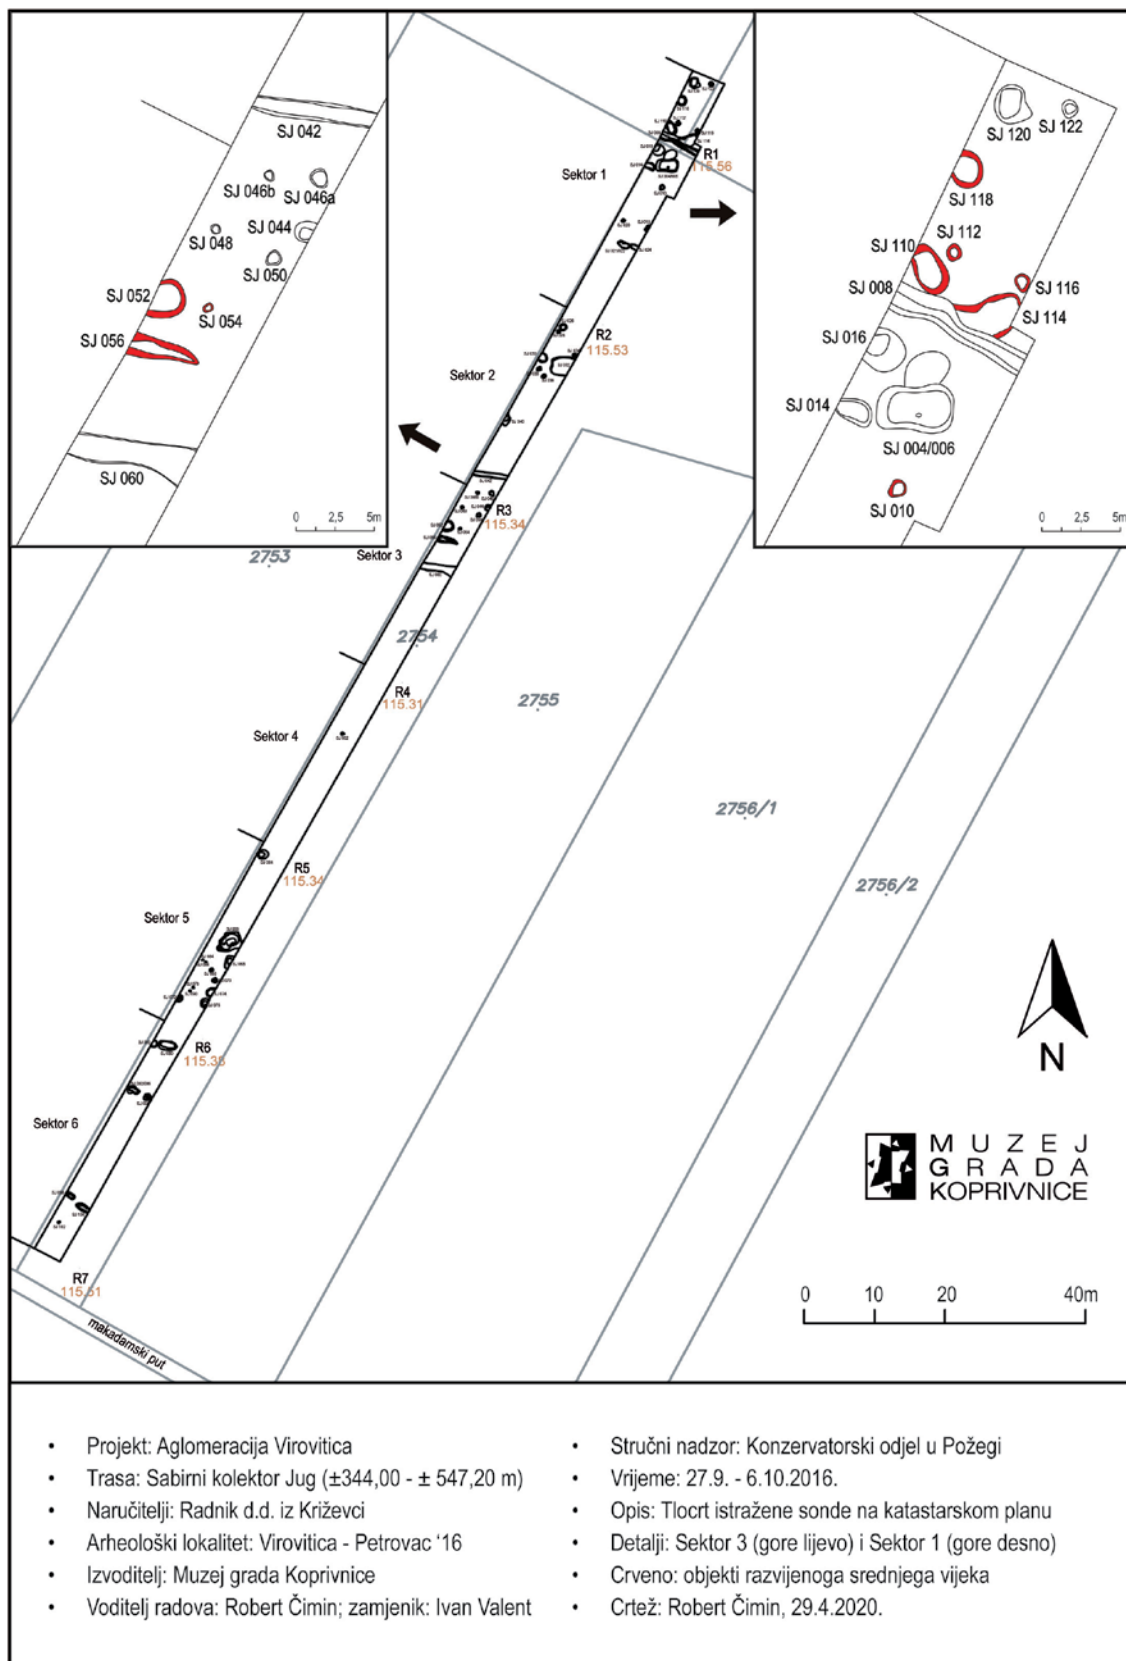 SJ 042
SJ 046b
SJ 046a
SJ 044
SJ 048
SJ 050
SJ 052
SJ 054
SJ 056
SJ 060
0 2,5 5m
SJ 120
SJ 122
SJ 118
SJ 110
SJ 112
SJ 008
SJ 116
SJ 114
SJ 016
SJ 014
SJ 004/006
SJ 010
0 2,5 5m
Sektor 1
R1
115.56
R2
115.53
Sektor 2
R3
115.34
Sektor 3
2753
2754
R4
115.31
2755
Sektor 4
2756/1
R5
115.34
2756/2
Sektor 5
R6
Sektor 6
R7
makadamski put
N
MUZEJ
GRADA
KOPRIVNICE
0 10 20 40m
• Projekt: Aglomeracija Virovitica
• Trasa: Sabirni kolektor Jug (±344,00 - ± 547,20 m)
• Naručitelji: Radnik d.d. iz Križevci
• Arheološki lokalitet: Virovitica - Petrovac ‘16
• Izvoditelj: Muzej grada Koprivnice
• Voditelj radova: Robert Čimin; zamjenik: Ivan Valent
• Stručni nadzor: Konzervatorski odjel u Požegi
• Vrijeme: 27.9. - 6.10.2016.
• Opis: Tlocrt istražene sonde na katastarskom planu
• Detalji: Sektor 3 (gore lijevo) i Sektor 1 (gore desno)
• Crveno: objekti razvijenoga srednjega vijeka
• Crtež: Robert Čimin, 29.4.2020.